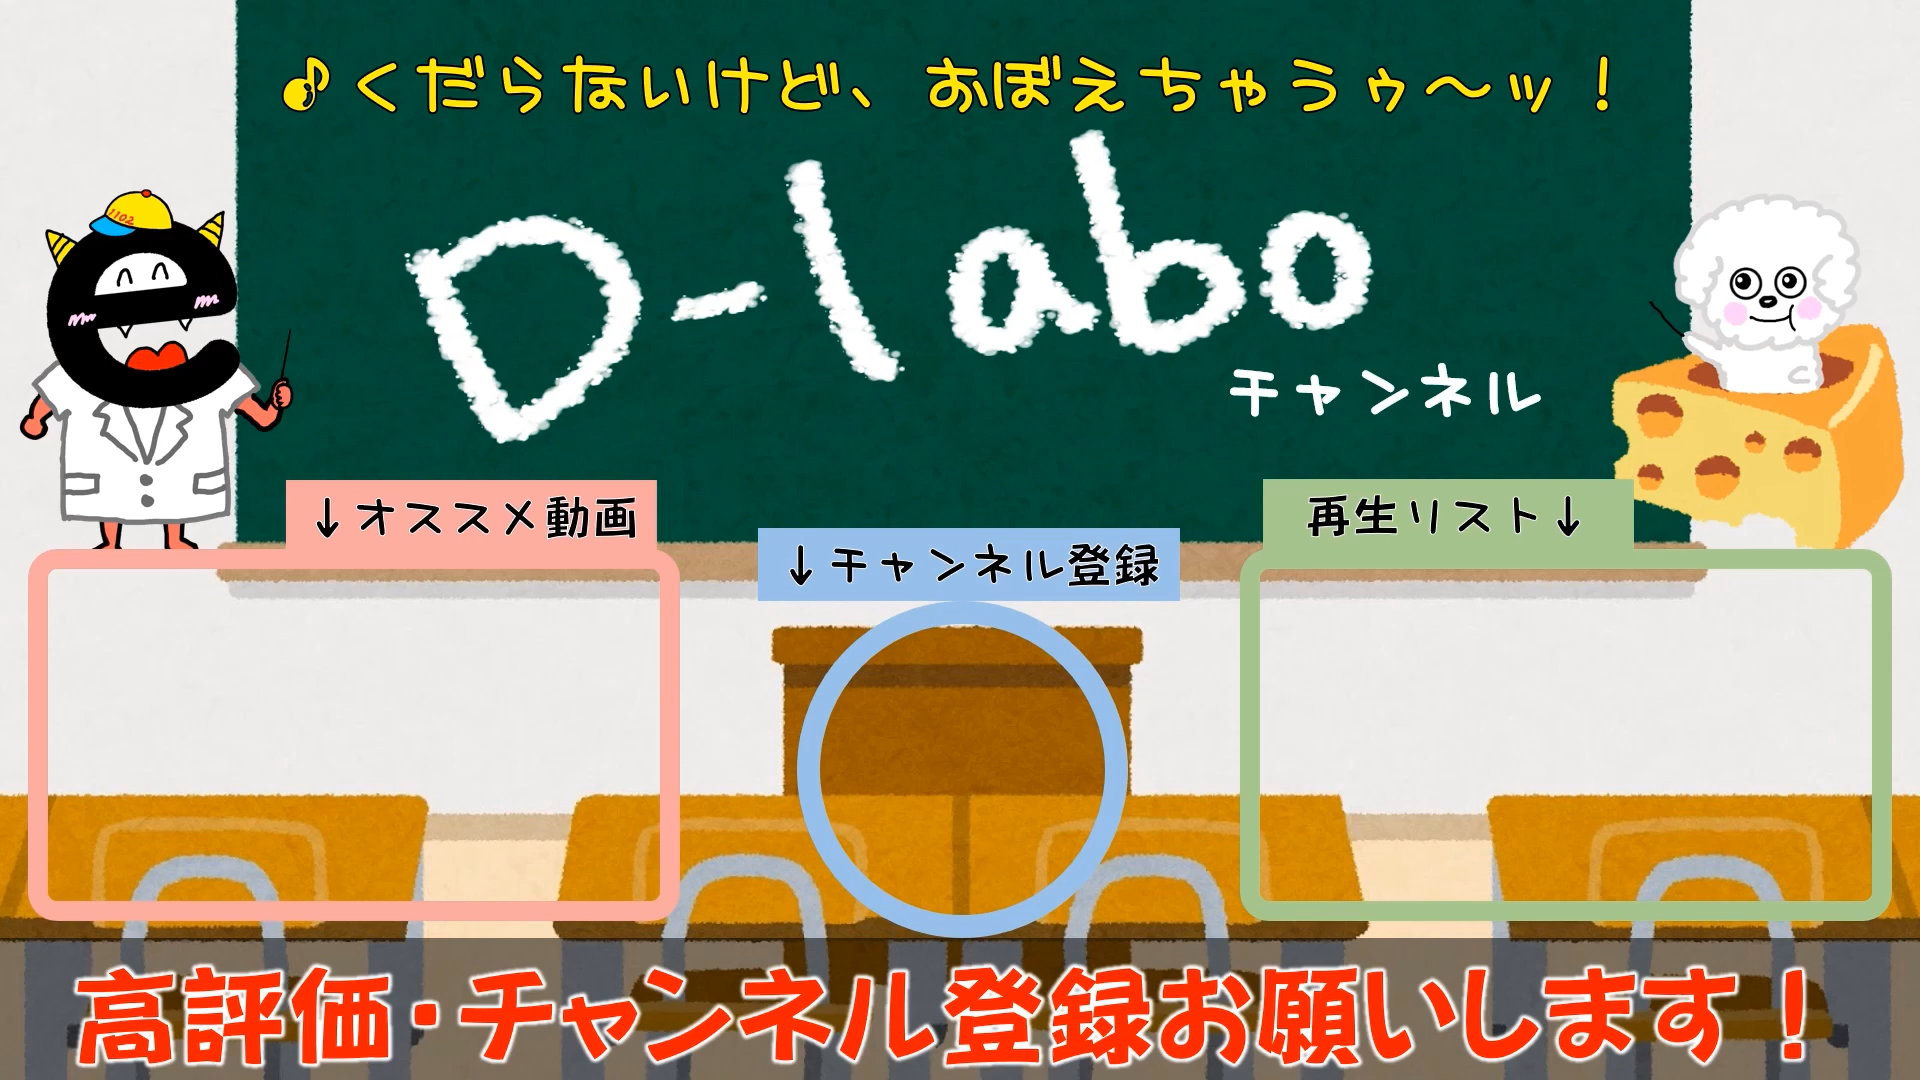 ♪くだらないけど、おぼえちゃうぅ〜ッ！
D-labo
チャンネル
1102
↓オススメ動画
↓チャンネル登録
再生リスト↓
高評価・チャンネル登録お願いします！